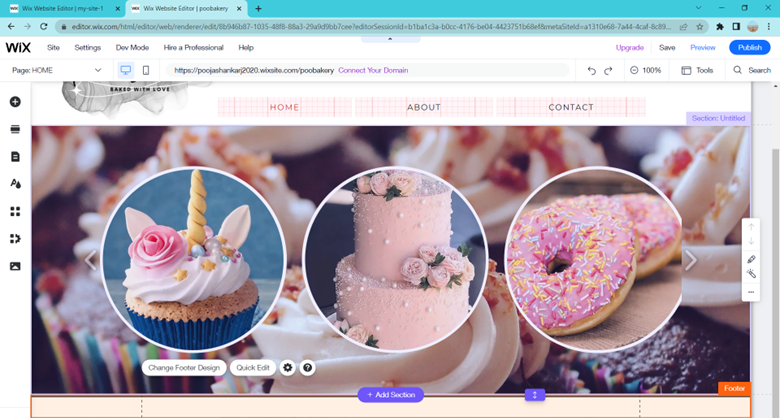 Wix Website Editor | my-site-1
Wix Website Editor | poobakery
editor.wix.com/html/editor/web/renderer/edit/8b946b87-1035-48f8-88a3-29a9d9bb7cee?editorSessionId=b1ba1c3a-b0cc-4176-be04-4423751b68ef&metaSiteId=a1310e68-7a44-4caf-8c89...
WiX
Site
Settings
Dev Mode
Hire a Professional
Help
Upgrade
Save
Preview
Publish
Page: HOME
https://poojashankarj2020.wixsite.com/poobakery
Connect Your Domain
100%
Tools
Search
BAKED WITH LOVE
HOME
ABOUT
CONTACT
Section: Untitled
Change Footer Design
Quick Edit
?
+ Add Section
Footer